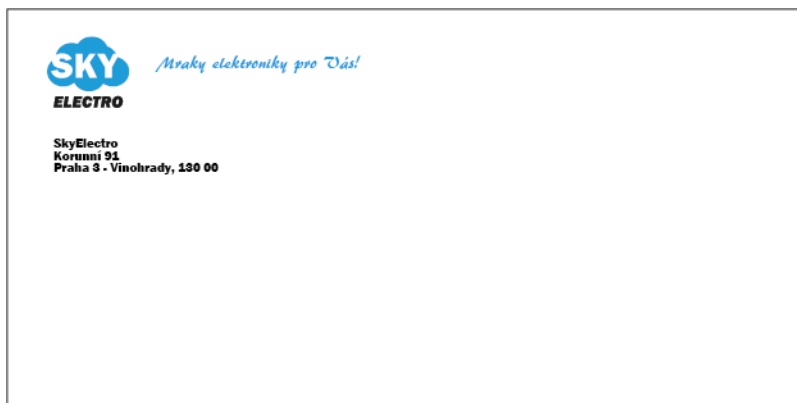 SKY
ELECTRO
Mraky elektroniky pro Vás!
SkyElectro
Korunní 91
Praha 3 - Vinohrady, 130 00